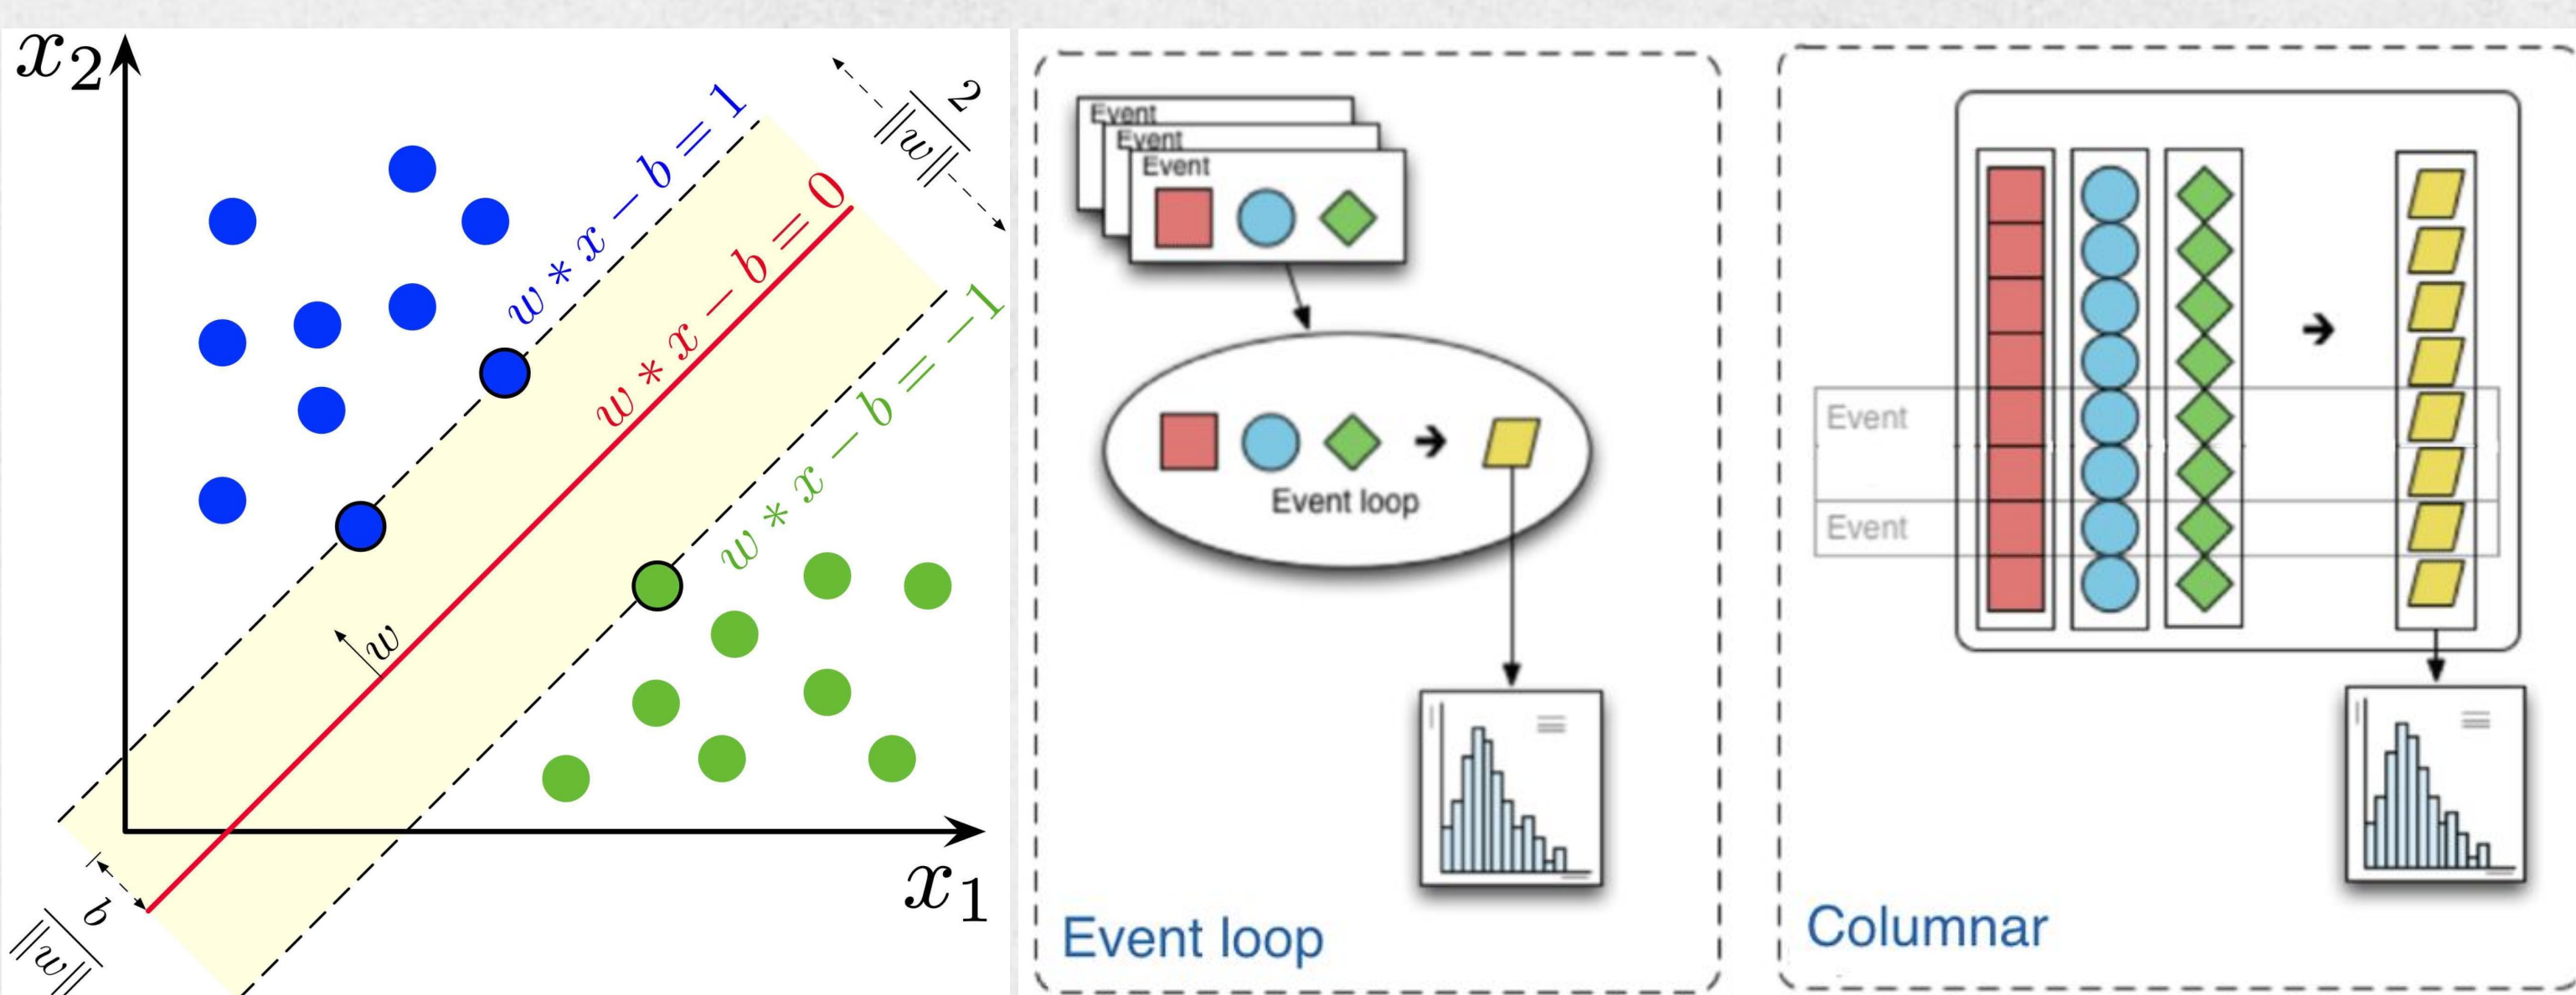 x₂
w * x − b = 1
2
‖w‖
w * x − b = 0
w * x − b = −1
w
x₁
b
‖w‖
Event
Event
Event
Event loop
Event loop
Event
Event
Columnar